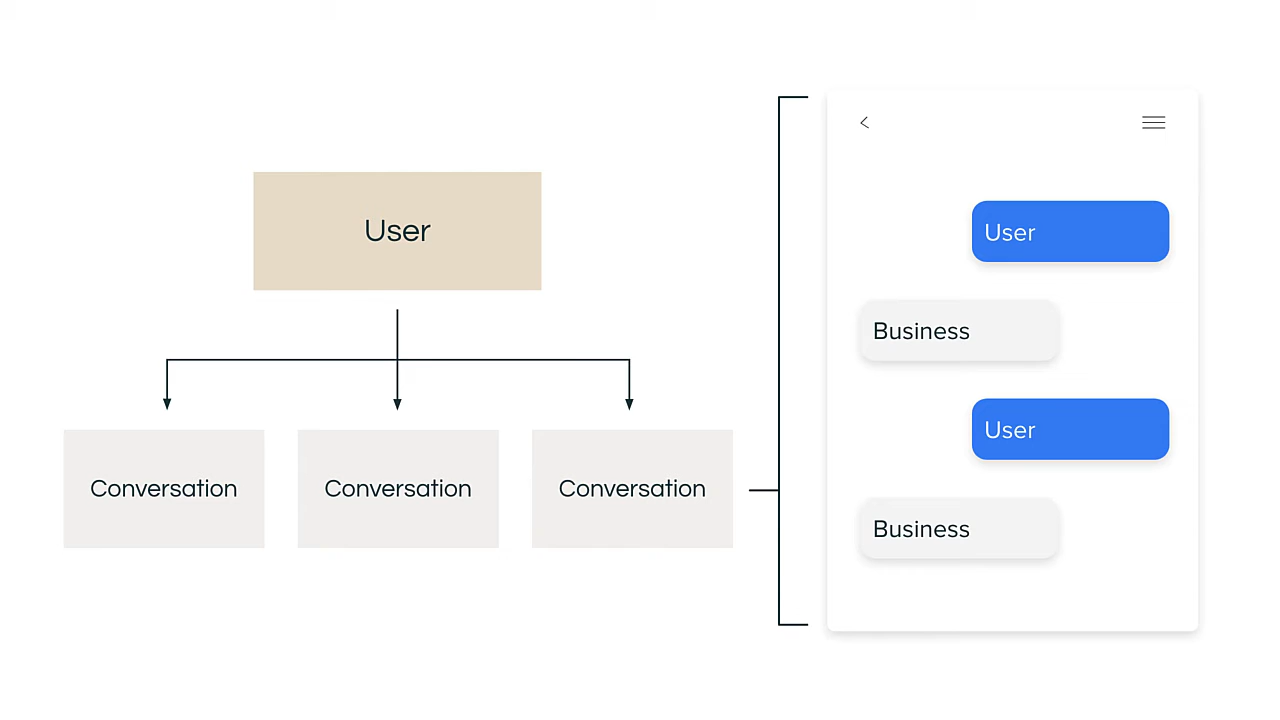 User
Conversation
Conversation
Conversation
User
Business
User
Business